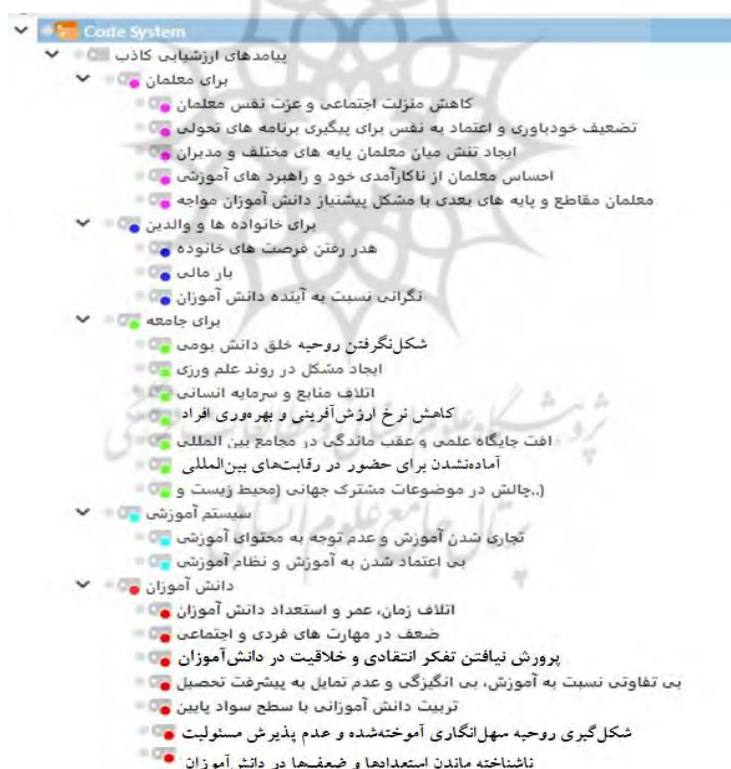 Code System
پیامدهای ارزشیابی کاذب
برای معلمان
کاهش منزلت اجتماعی و عزت نفس معلمان
تضعیف خودباوری و اعتماد به نفس برای پیگیری برنامه های تحولی
ایجاد تنش میان معلمان پایه های مختلف و مدیران
احساس معلمان از ناکارآمدی خود و راهبرد های آموزشی
معلمان مقاطع و پایه های بعدی با مشکل پیشنیاز دانش آموزان مواجه
برای خانواده ها و والدین
هدر رفتن فرصت های خانوده
بار مالی
نگرانی نسبت به آینده دانش آموزان
برای جامعه
شکل‌نگرفتن روحیه خلق دانش بومی
ایجاد مشکل در روند علم ورزی
اتلاف منابع و سرمایه انسانی
کاهش نرخ ارزش‌آفرینی و بهره‌وری افراد
افت جایگاه علمی و عقب ماندگی در مجامع بین المللی
آماده‌نشدن برای حضور در رقابت‌های بین‌المللی
(..چالش در موضوعات مشترک جهانی (محیط زیست و
سیستم آموزشی
تجاری شدن آموزش و عدم توجه به محتوای آموزشی
بی اعتماد شدن به آموزش و نظام آموزشی
دانش آموزان
اتلاف زمان، عمر و استعداد دانش آموزان
ضعف در مهارت های فردی و اجتماعی
پرورش نیافتن تفکر انتقادی و خلاقیت در دانش‌آموزان
بی تفاوتی نسبت به آموزش، بی انگیزگی و عدم تمایل به پیشرفت تحصیل
تربیت دانش آموزانی با سطح سواد پایین
شکل‌گیری روحیه سهل‌انگاری آموخته‌شده و عدم پذیرش مسئولیت
ناشناخته ماندن استعدادها و ضعف‌ها در دانش‌آموزان
پژوهشگاه علوم انسانی و مطالعات فرهنگی
پرتال جامع علوم انسانی